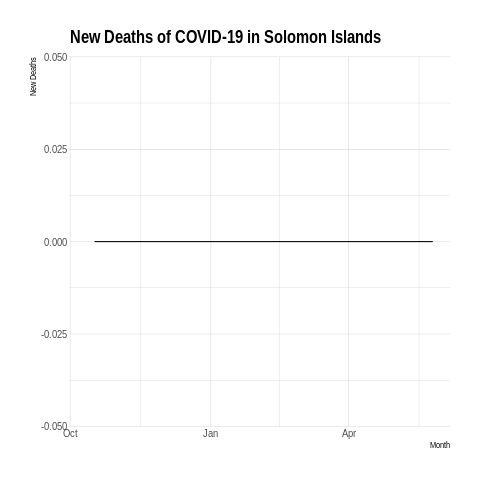 New Deaths of COVID-19 in Solomon Islands
New Deaths
0.050
0.025
0.000
-0.025
-0.050
Oct
Jan
Apr
Month